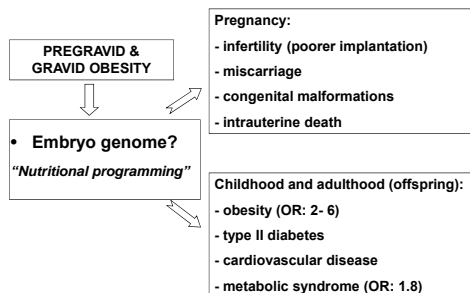 PREGRAVID &
GRAVID OBESITY
• Embryo genome?
“Nutritional programming”
Pregnancy:
- infertility (poorer implantation)
- miscarriage
- congenital malformations
- intrauterine death
Childhood and adulthood (offspring):
- obesity (OR: 2- 6)
- type II diabetes
- cardiovascular disease
- metabolic syndrome (OR: 1.8)